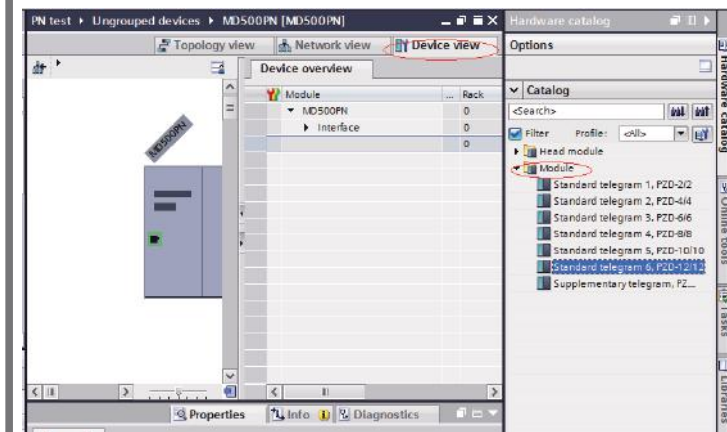 PN test ▸ Ungrouped devices ▸ MD500PN [MD500PN]
Topology view
Network view
Device view
Device overview
Module
...
Rack
MD500PN
0
Interface
0
0
MD500PN
Properties
Info
Diagnostics
Hardware catalog
Options
Catalog
<Search>
Filter
Profile:
<All>
Head module
Module
Standard telegram 1, PZD-2/2
Standard telegram 2, PZD-4/4
Standard telegram 3, PZD-6/6
Standard telegram 4, PZD-8/8
Standard telegram 5, PZD-10/10
Standard telegram 6, PZD-12/12
Supplementary telegram, PZ...
Hardware catalog
Online tools
Tasks
Libraries